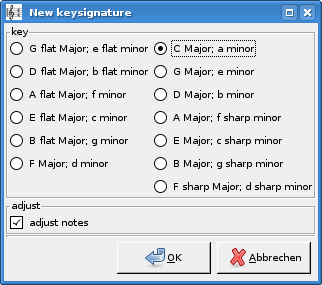 New keysignature
key
G flat Major; e flat minor
C Major; a minor
D flat Major; b flat minor
G Major; e minor
A flat Major; f minor
D Major; b minor
E flat Major; c minor
A Major; f sharp minor
B flat Major; g minor
E Major; c sharp minor
F Major; d minor
B Major; g sharp minor
F sharp Major; d sharp minor
adjust
adjust notes
OK
Abbrechen